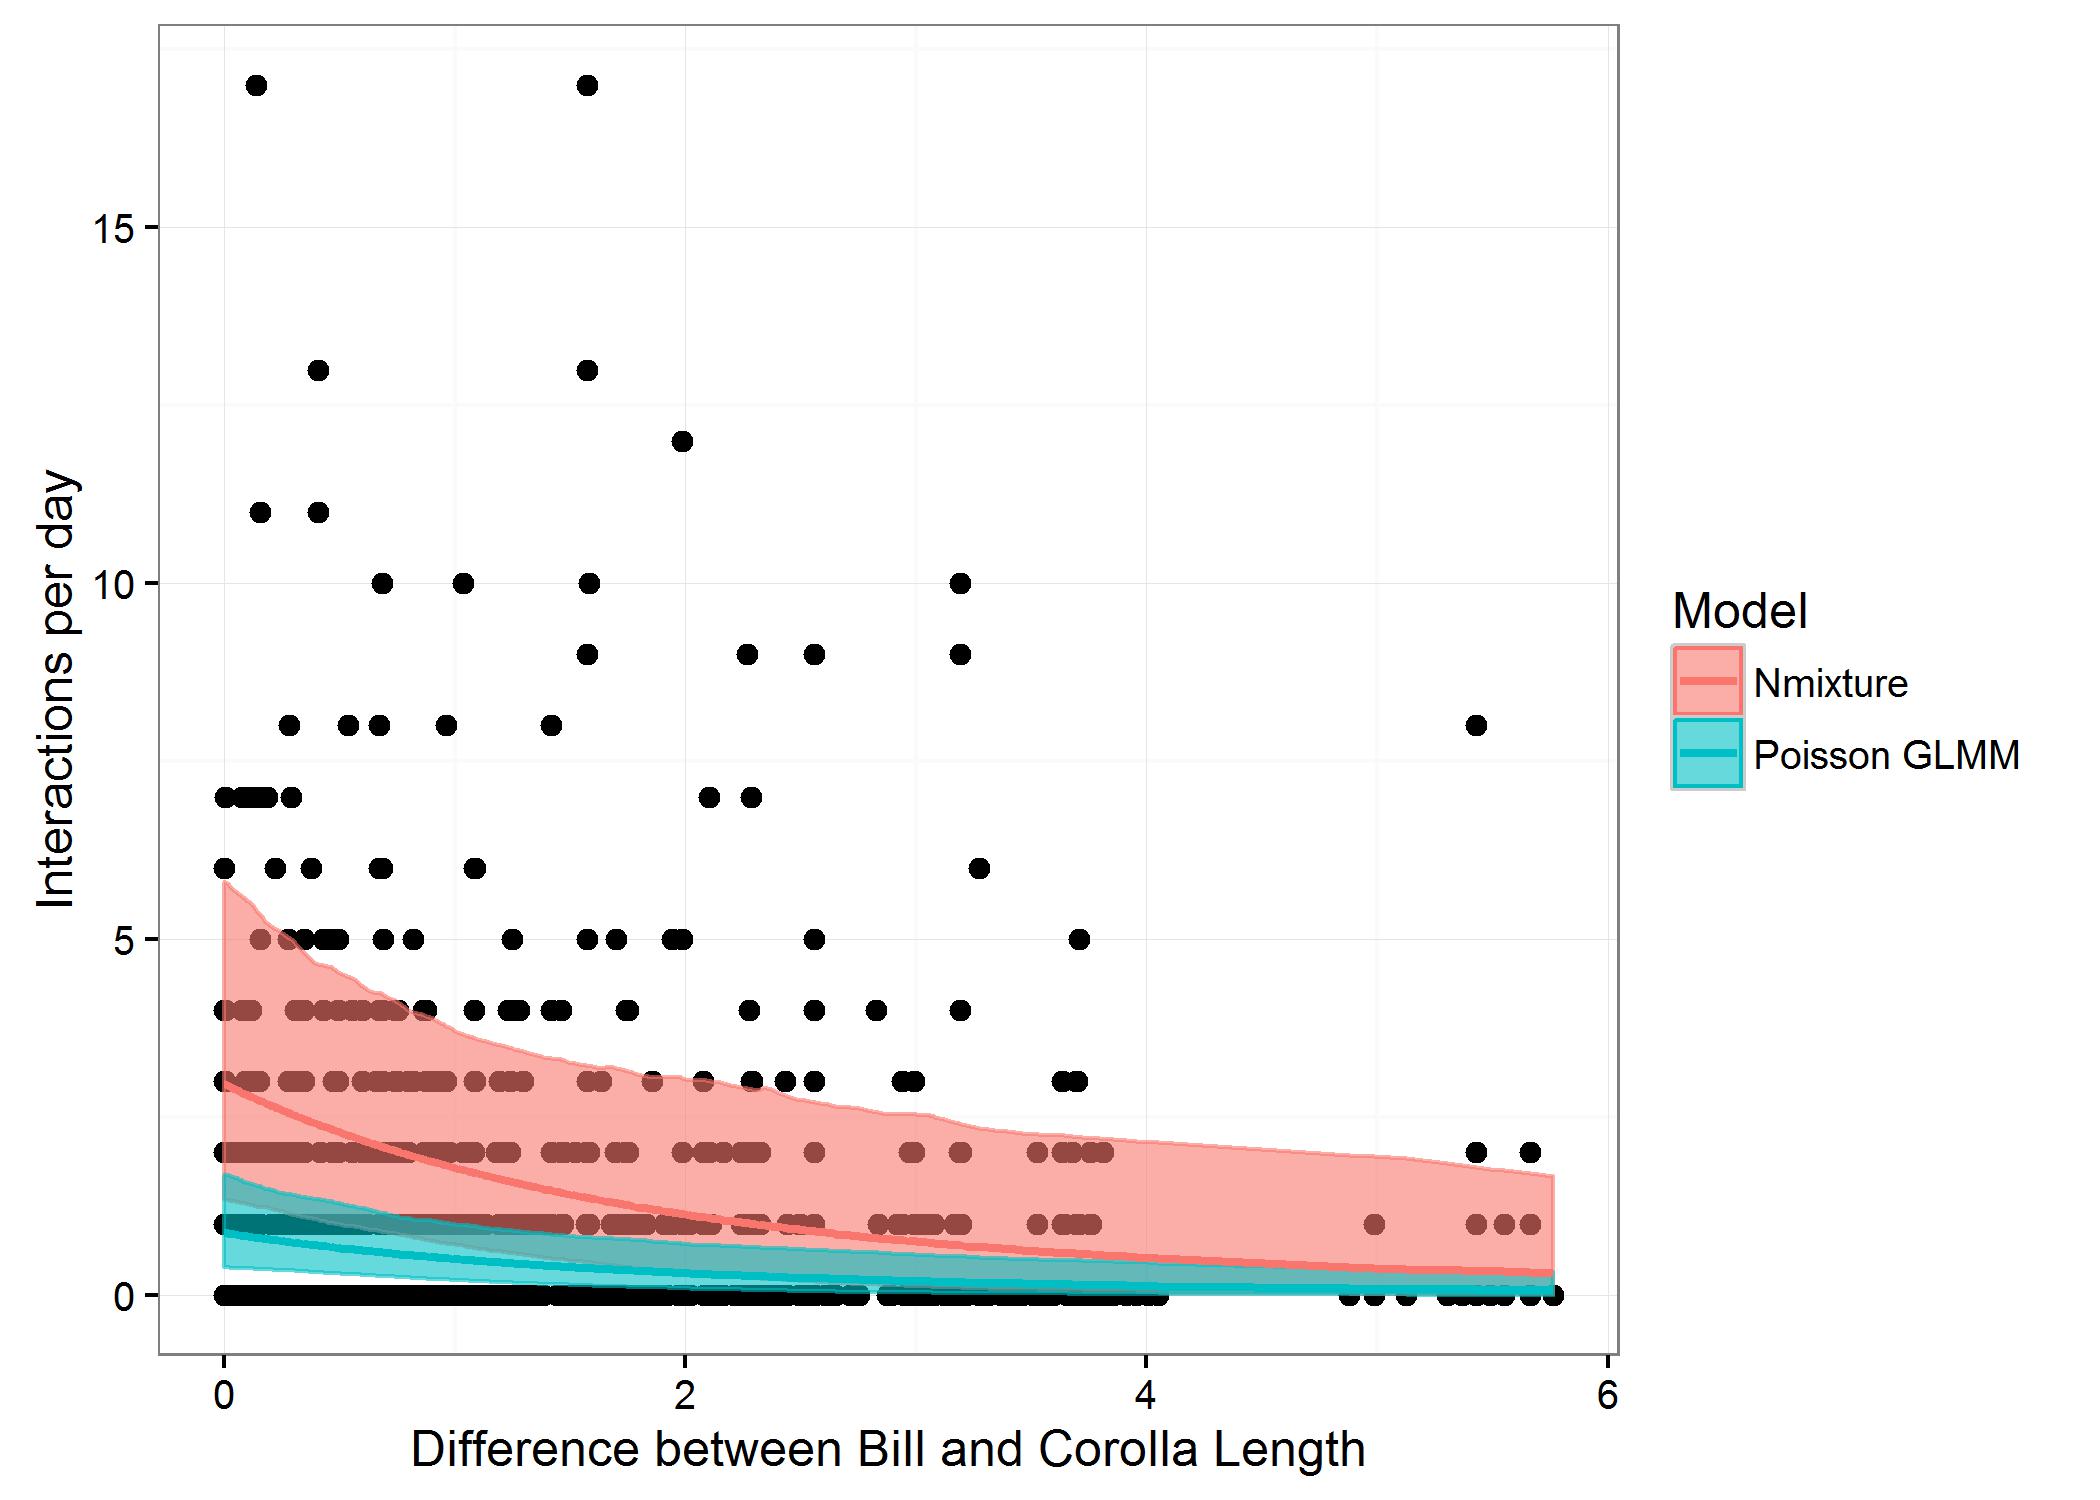 15
10
5
0
Interactions per day
0
2
4
6
Difference between Bill and Corolla Length
Model
Nmixture
Poisson GLMM